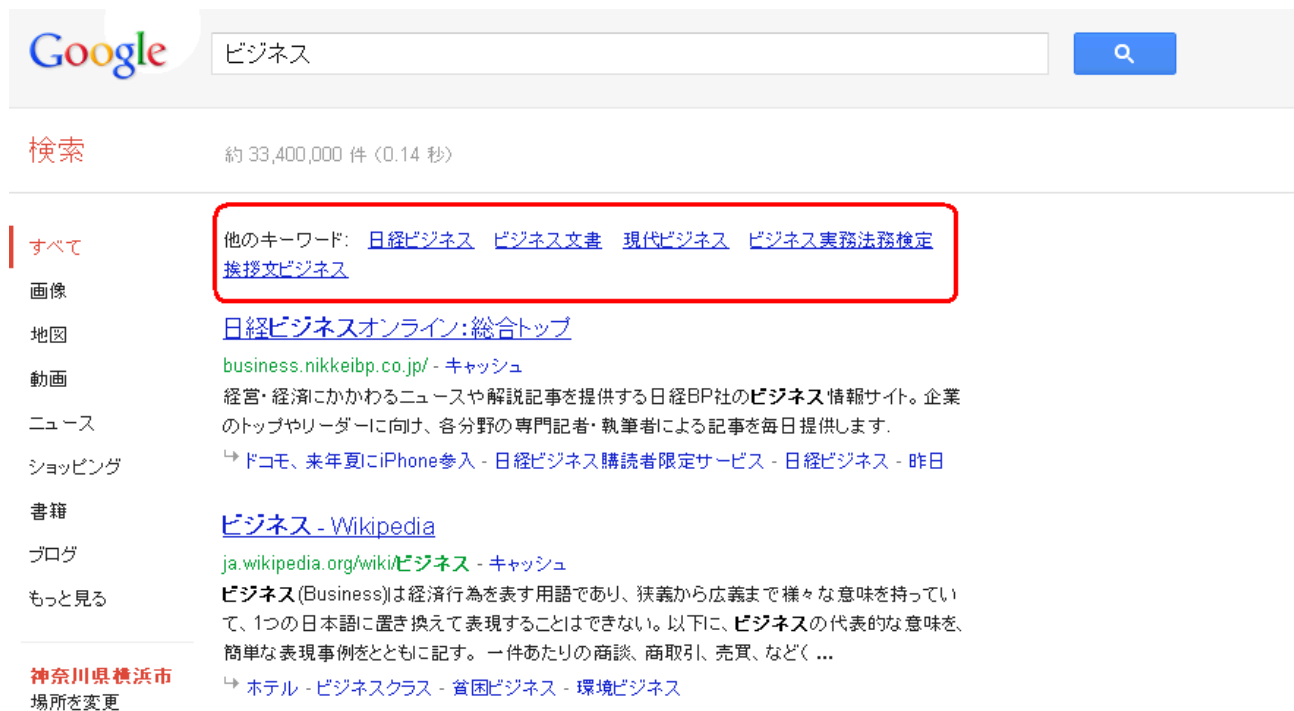 Google
ビジネス
検索
約 33,400,000 件 (0.14 秒)
すべて
画像
地図
動画
ニュース
ショッピング
書籍
ブログ
もっと見る
神奈川県横浜市
場所を変更
他のキーワード: 日経ビジネス ビジネス文書 現代ビジネス ビジネス実務法務検定
挨拶文ビジネス
日経ビジネスオンライン:総合トップ
business.nikkeibp.co.jp/ - キャッシュ
経営・経済にかかわるニュースや解説記事を提供する日経BP社のビジネス情報サイト。企業
のトップやリーダーに向け、各分野の専門記者・執筆者による記事を毎日提供します.
ドコモ、来年夏にiPhone参入 - 日経ビジネス購読者限定サービス - 日経ビジネス - 昨日
ビジネス - Wikipedia
ja.wikipedia.org/wiki/ビジネス - キャッシュ
ビジネス(Business)は経済行為を表す用語であり、狭義から広義まで様々な意味を持ってい
て、1つの日本語に置き換えて表現することはできない。以下に、ビジネスの代表的な意味を、
簡単な表現事例をとともに記す。 一件あたりの商談、商取引、売買、など( ...
ホテル - ビジネスクラス - 貧困ビジネス - 環境ビジネス